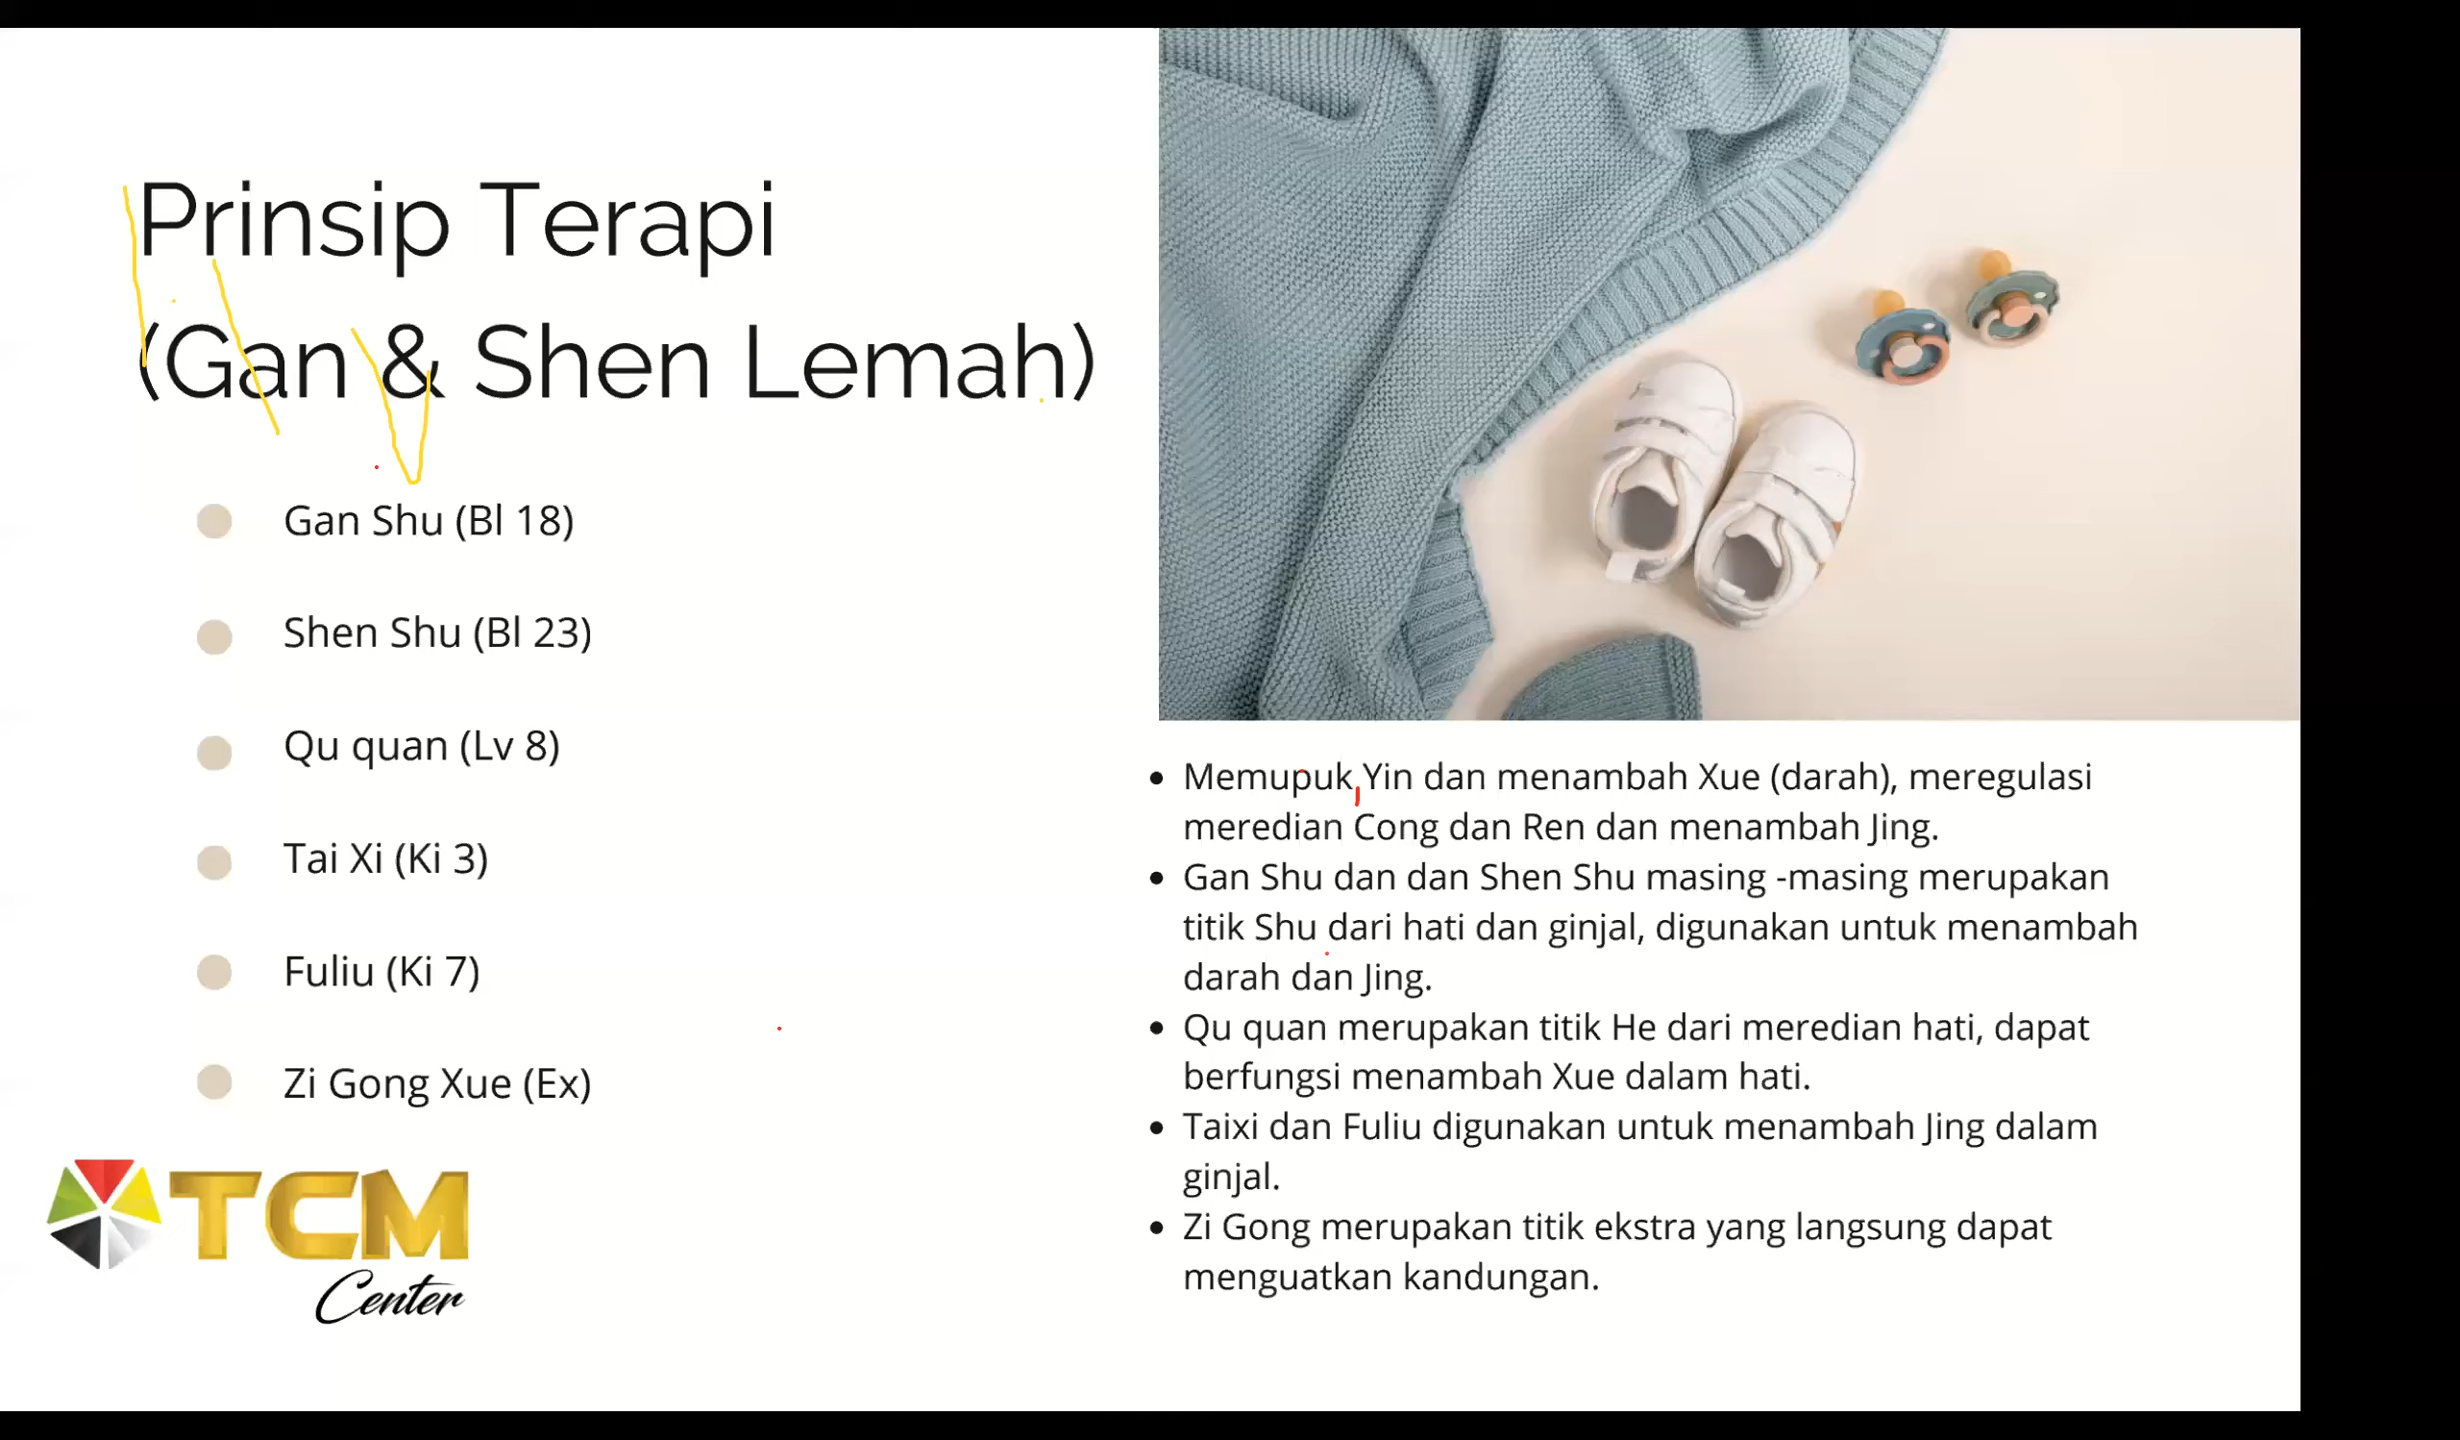 Prinsip Terapi
(Gan & Shen Lemah)
Gan Shu (Bl 18)
Shen Shu (Bl 23)
Qu quan (Lv 8)
Tai Xi (Ki 3)
Fuliu (Ki 7)
Zi Gong Xue (Ex)
TCM
Center
Memupuk Yin dan menambah Xue (darah), meregulasi
meredian Cong dan Ren dan menambah Jing.
Gan Shu dan dan Shen Shu masing -masing merupakan
titik Shu dari hati dan ginjal, digunakan untuk menambah
darah dan Jing.
Qu quan merupakan titik He dari meredian hati, dapat
berfungsi menambah Xue dalam hati.
Taixi dan Fuliu digunakan untuk menambah Jing dalam
ginjal.
Zi Gong merupakan titik ekstra yang langsung dapat
menguatkan kandungan.